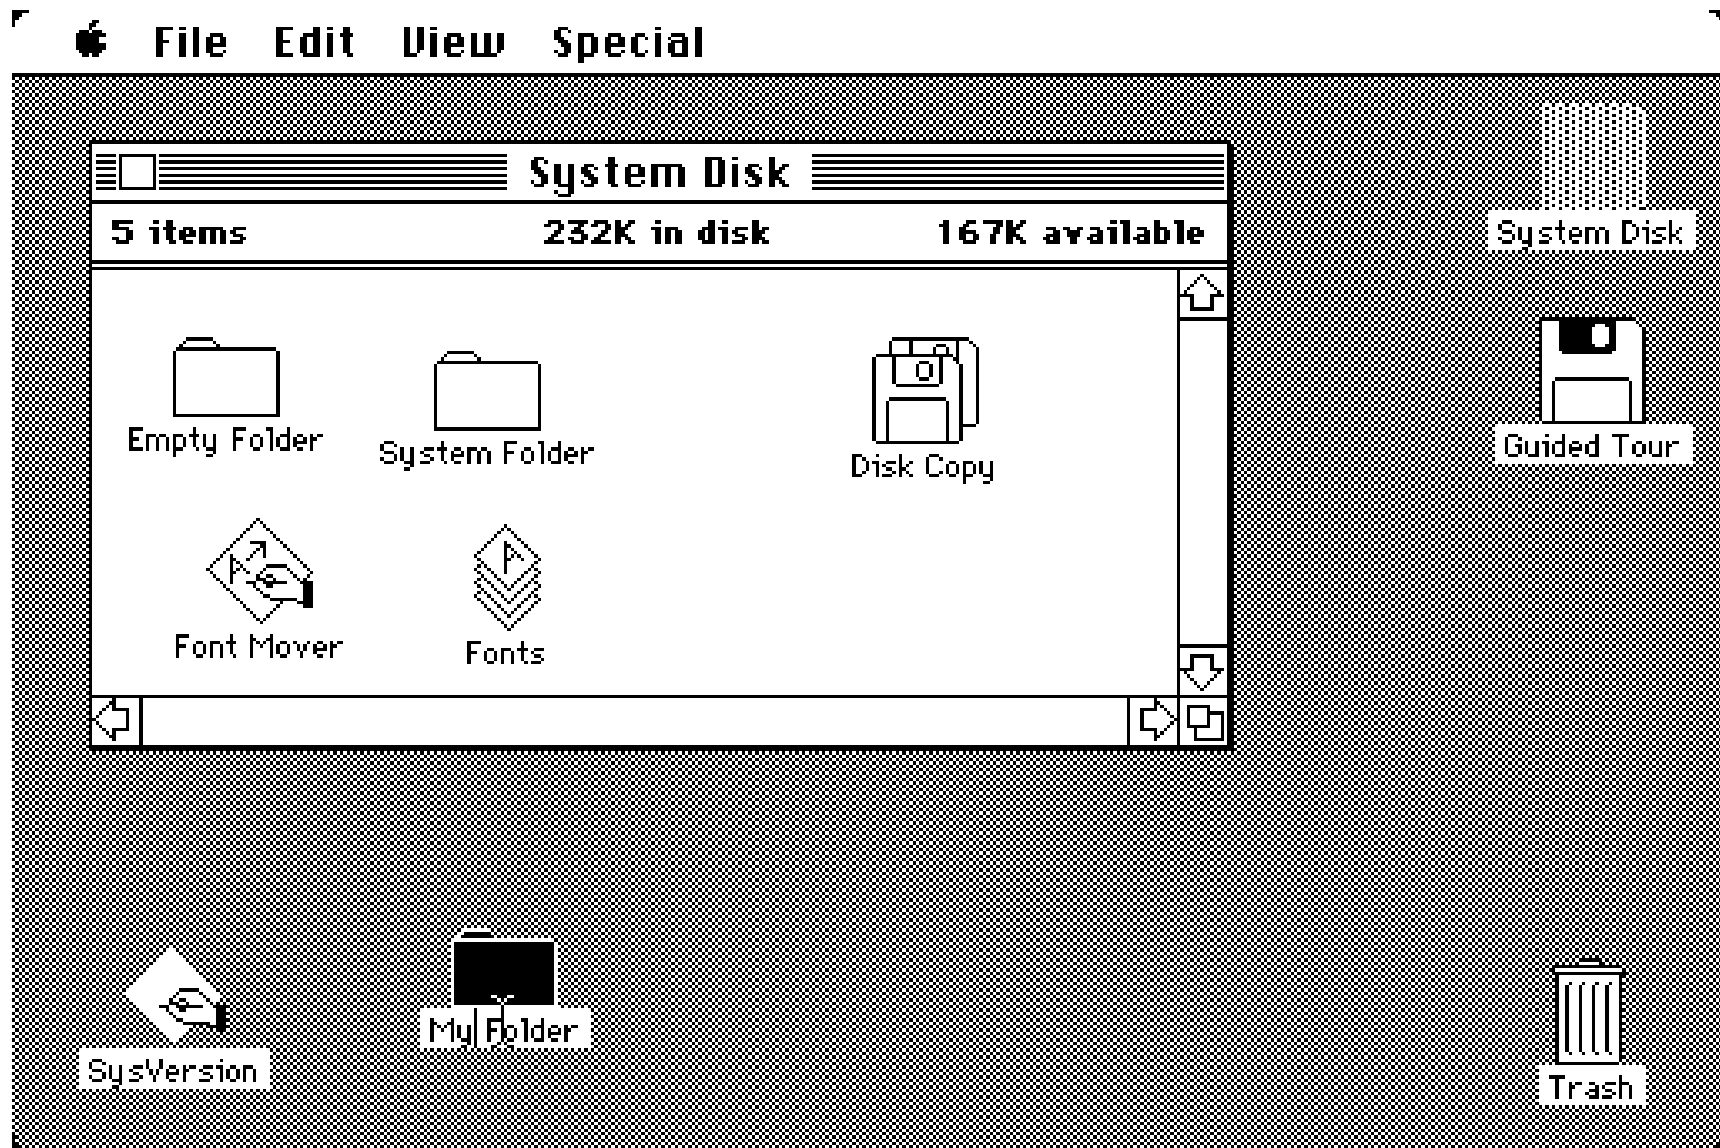 File Edit View Special
System Disk
5 items 232K in disk 167K available
System Disk
Empty Folder
System Folder
Disk Copy
Guided Tour
Font Mover
Fonts
My Folder
SysVersion
Trash